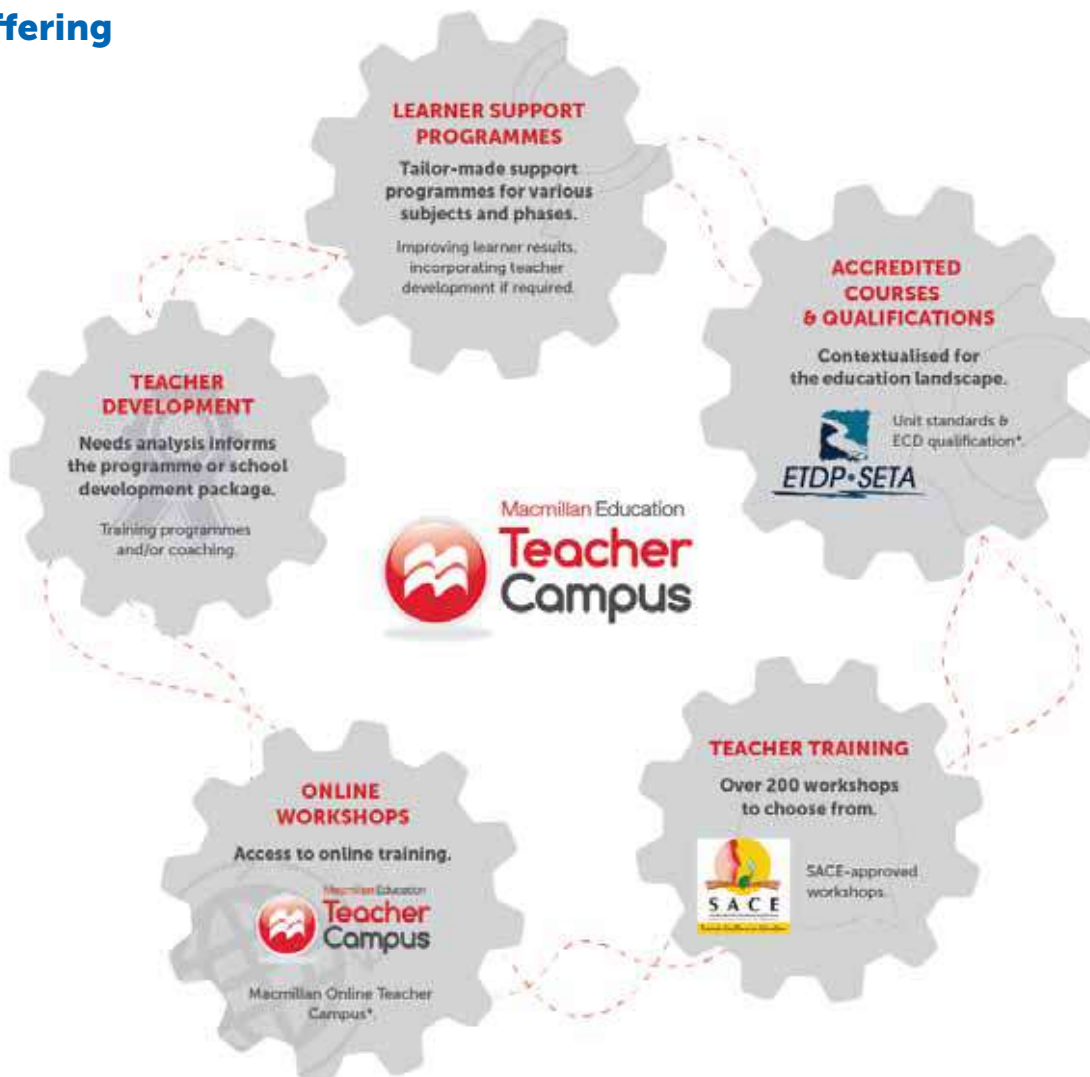 ffering
LEARNER SUPPORT
PROGRAMMES
Tailor-made support
programmes for various
subjects and phases.
Improving learner results,
incorporating teacher
development if required.
ACCREDITED
COURSES
& QUALIFICATIONS
Contextualised for
the education landscape.
Unit standards &
ECD qualification*.
ETDP•SETA
TEACHER
DEVELOPMENT
Needs analysis informs
the programme or school
development package.
Training programmes
and/or coaching.
Macmillan Education
Teacher
Campus
TEACHER TRAINING
Over 200 workshops
to choose from.
SACE-approved
workshops.
SACE
ONLINE
WORKSHOPS
Access to online training.
Macmillan Education
Teacher
Campus
Macmillan Online Teacher
Campus*.